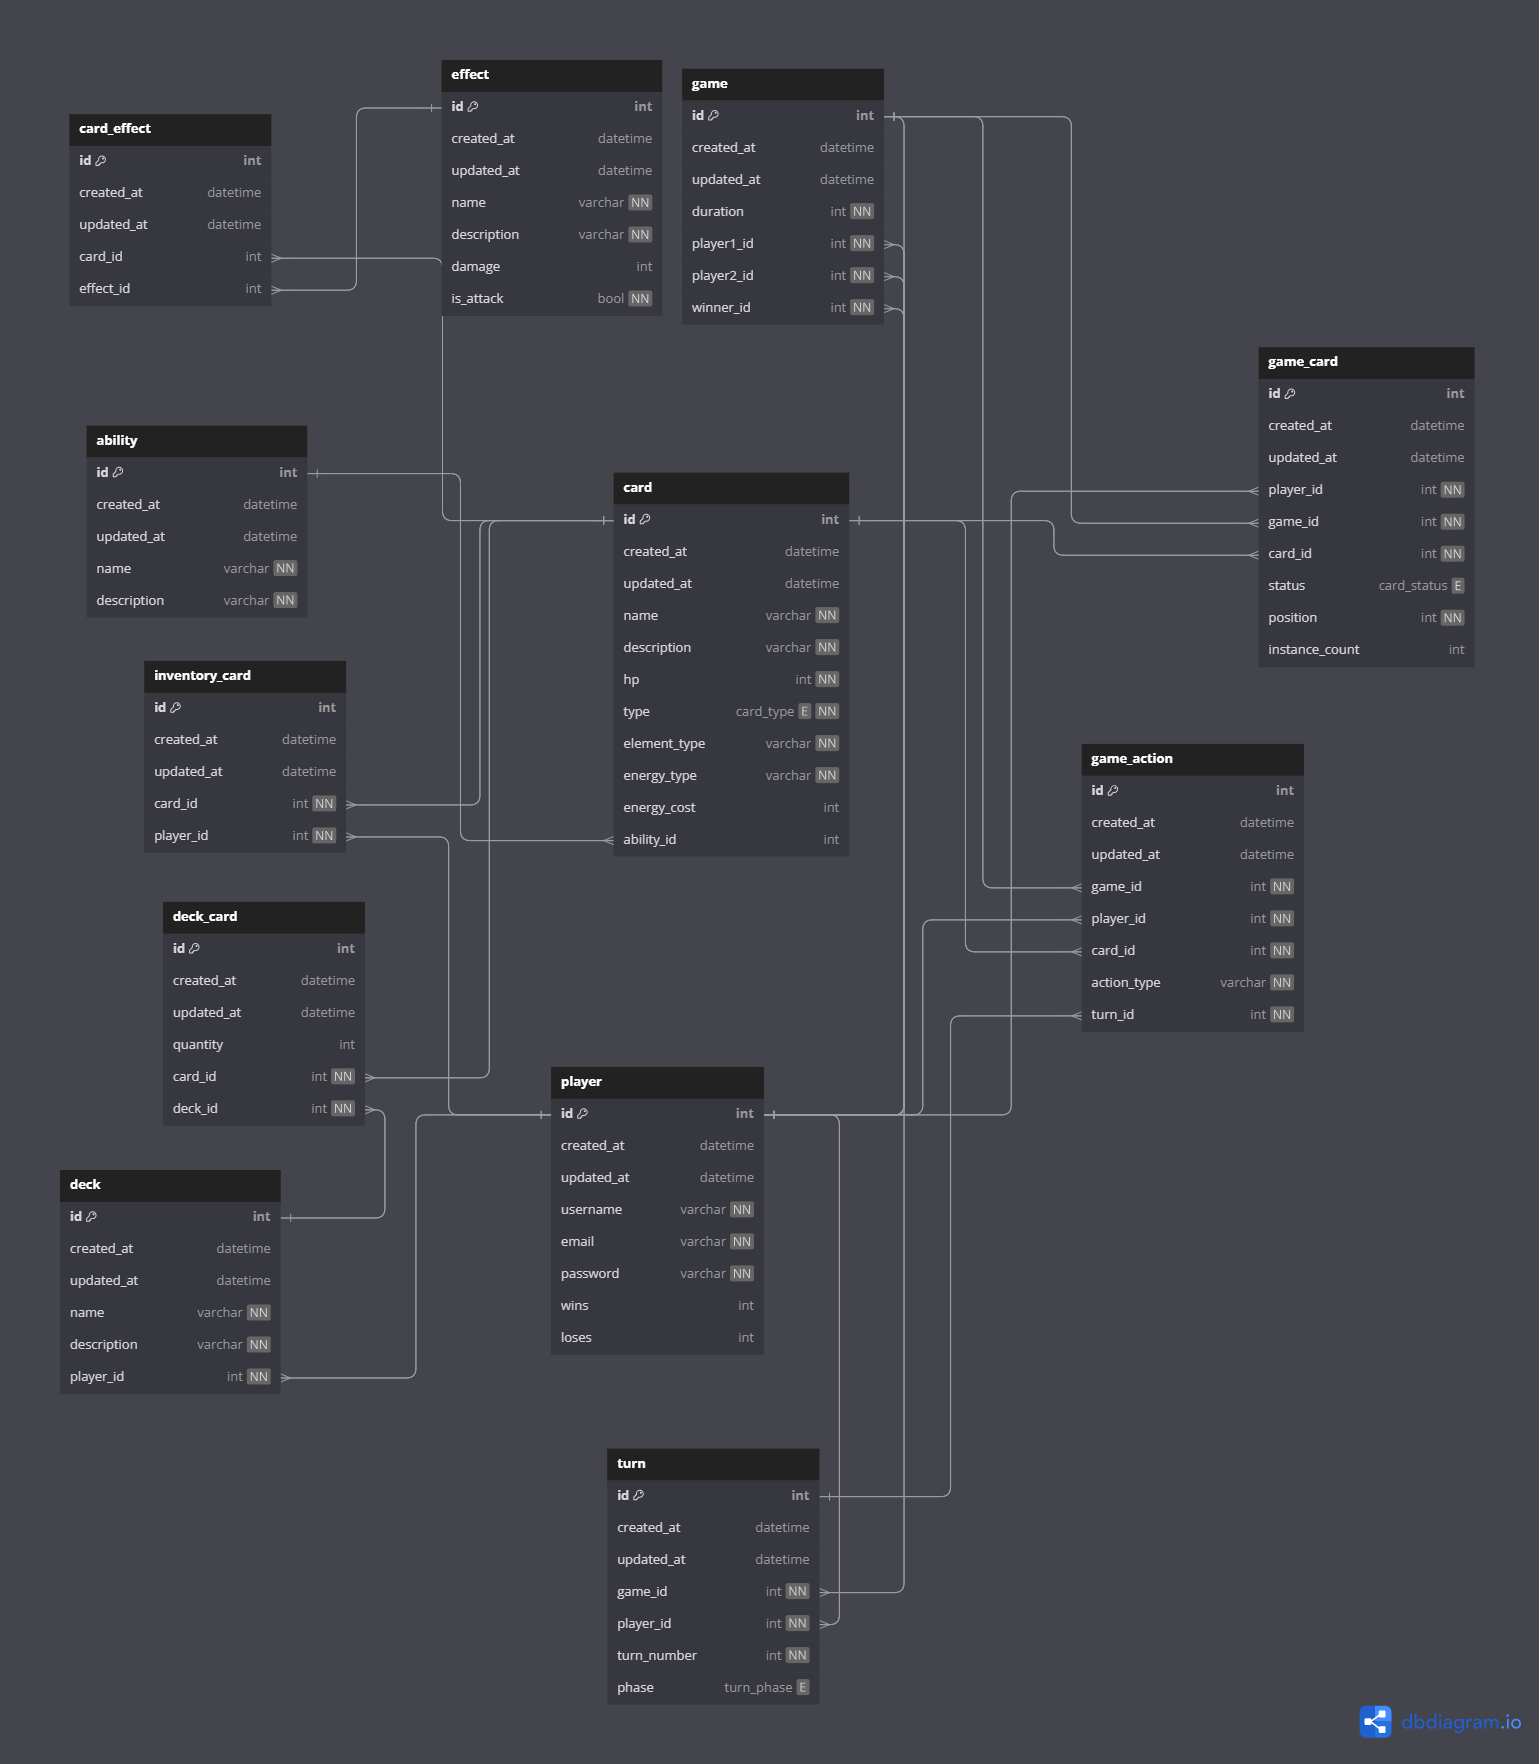 effect
id int
created_at datetime
updated_at datetime
name varchar NN
description varchar NN
damage int
is_attack bool NN
game
id int
created_at datetime
updated_at datetime
duration int NN
player1_id int NN
player2_id int NN
winner_id int NN
card_effect
id int
created_at datetime
updated_at datetime
card_id int
effect_id int
game_card
id int
created_at datetime
updated_at datetime
player_id int NN
game_id int NN
card_id int NN
status card_status E
position int NN
instance_count int
ability
id int
created_at datetime
updated_at datetime
name varchar NN
description varchar NN
card
id int
created_at datetime
updated_at datetime
name varchar NN
description varchar NN
hp int NN
type card_type E NN
element_type varchar NN
energy_type varchar NN
energy_cost int
ability_id int
inventory_card
id int
created_at datetime
updated_at datetime
card_id int NN
player_id int NN
game_action
id int
created_at datetime
updated_at datetime
game_id int NN
player_id int NN
card_id int NN
action_type varchar NN
turn_id int NN
deck_card
id int
created_at datetime
updated_at datetime
quantity int
card_id int NN
deck_id int NN
player
id int
created_at datetime
updated_at datetime
username varchar NN
email varchar NN
password varchar NN
wins int
loses int
deck
id int
created_at datetime
updated_at datetime
name varchar NN
description varchar NN
player_id int NN
turn
id int
created_at datetime
updated_at datetime
game_id int NN
player_id int NN
turn_number int NN
phase turn_phase E
dbdiagram.io